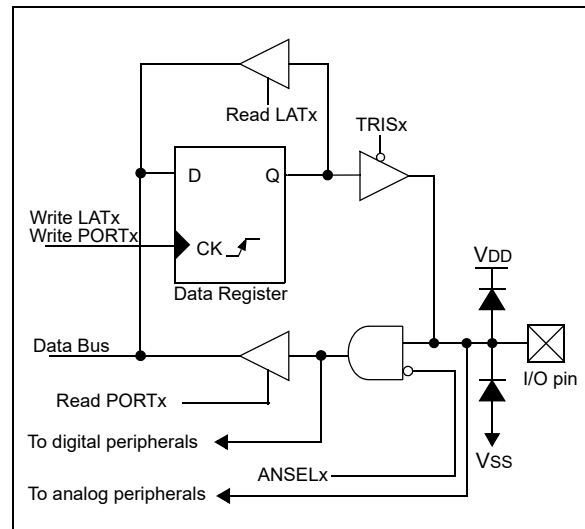 Read LATx
TRISx
D Q
Write LATx
Write PORTx
CK
Data Register
VDD
Data Bus
I/O pin
Read PORTx
To digital peripherals
VSS
ANSELx
To analog peripherals